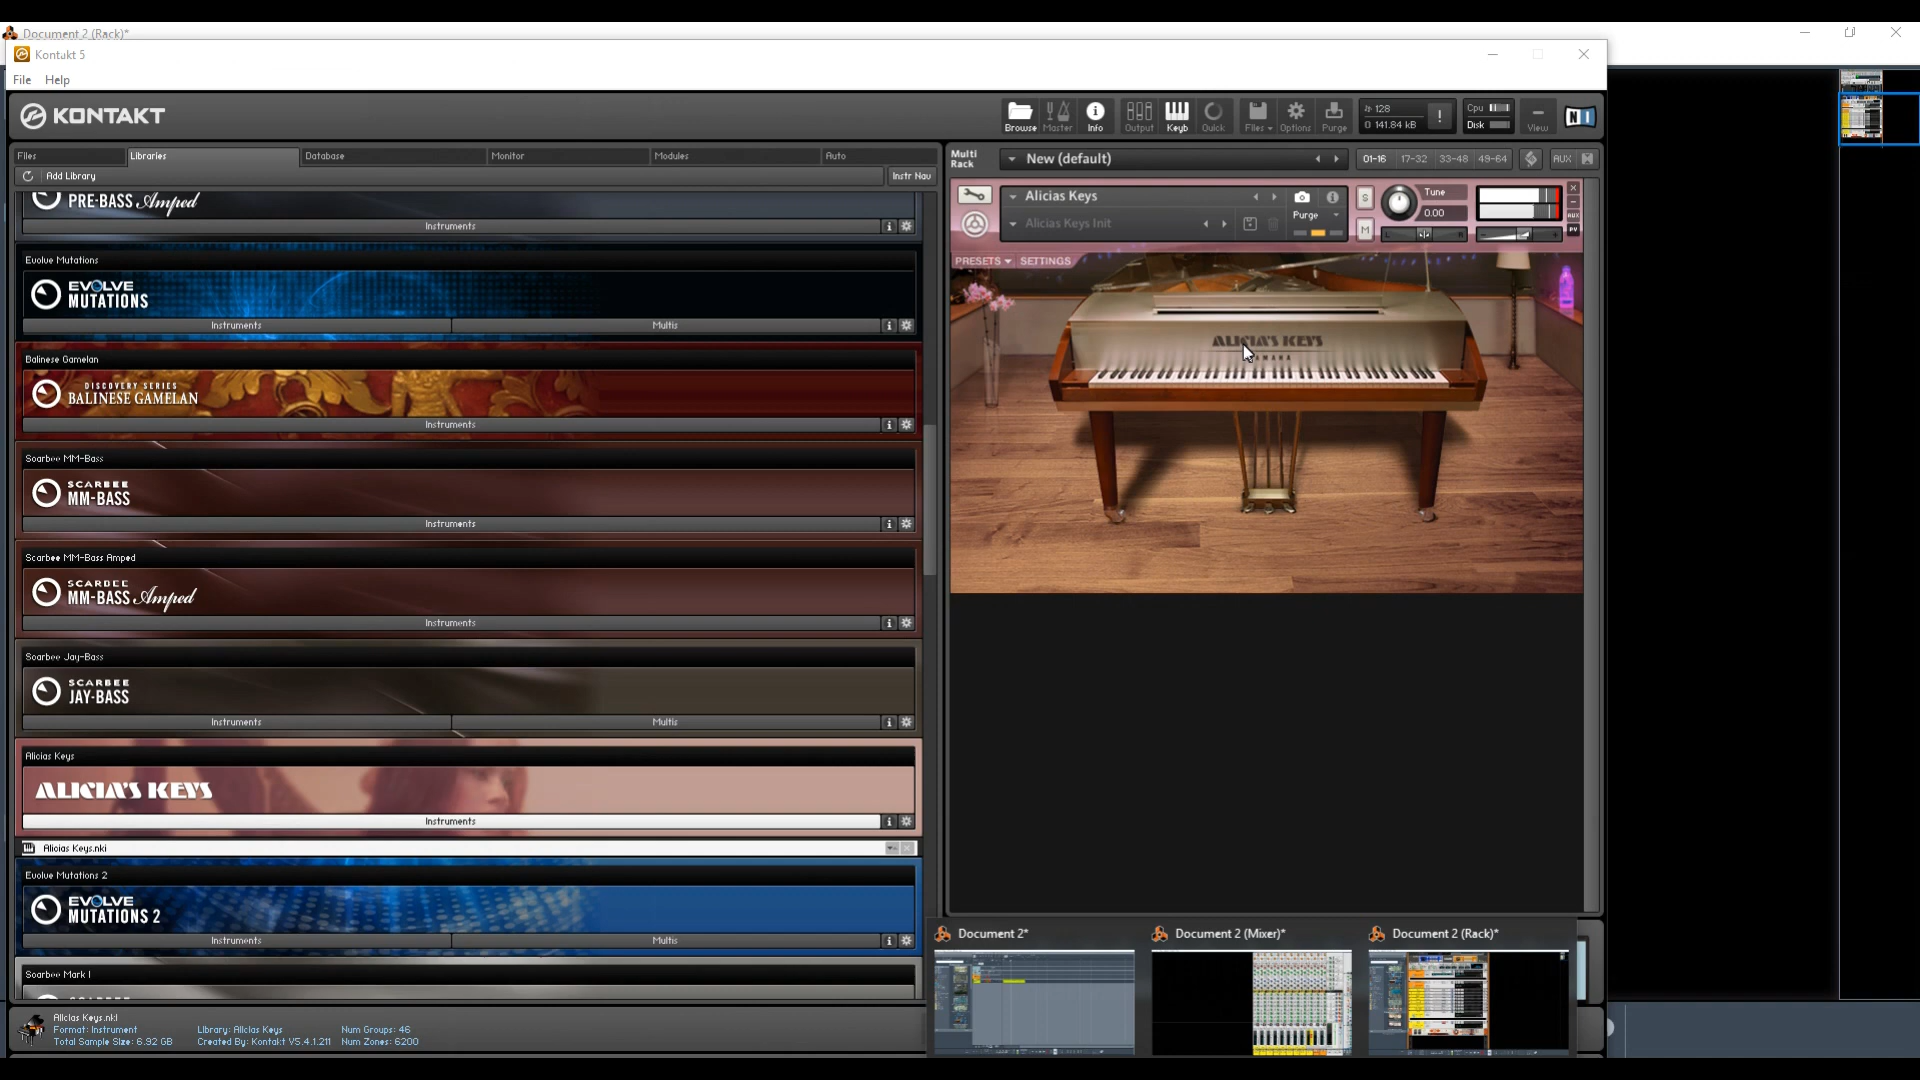 Document 2 (Rack)*
Kontakt 5
File Help
KONTAKT
Browse Master Info Output Keyb Quick Files Options Purge
128
0 141.84 kB
!
Cpu
Disk
View
NI
Files Libraries Database Monitor Modules Auto
Add Library Instr Nav
Multi
Rack
New (default)
01-16 17-32 33-48 49-64 AUX
PRE-BASS Amped
Instruments
Evolve Mutations
EVOLVE
MUTATIONS
Instruments Multis
Balinese Gamelan
DISCOVERY SERIES
BALINESE GAMELAN
Instruments
Scarbee MM-Bass
SCARBEE
MM-BASS
Instruments
Scarbee MM-Bass Amped
SCARBEE
MM-BASS Amped
Instruments
Scarbee Jay-Bass
SCARBEE
JAY-BASS
Instruments Multis
Alicias Keys
ALICIA'S KEYS
Instruments
Alicias Keys.nki
Evolve Mutations 2
EVOLVE
MUTATIONS 2
Instruments Multis
Scarbee Mark I
Alicias Keys
Purge
Alicias Keys Init
S
M
Tune
0.00
L R
AUX
PV
PRESETS SETTINGS
ALICIA'S KEYS
Document 2* Document 2 (Mixer)* Document 2 (Rack)*
Alicias Keys.nki
Format: Instrument Library: Alicias Keys Num Groups: 46
Total Sample Size: 6.92 GB Created By: Kontakt V5.4.1.211 Num Zones: 6200